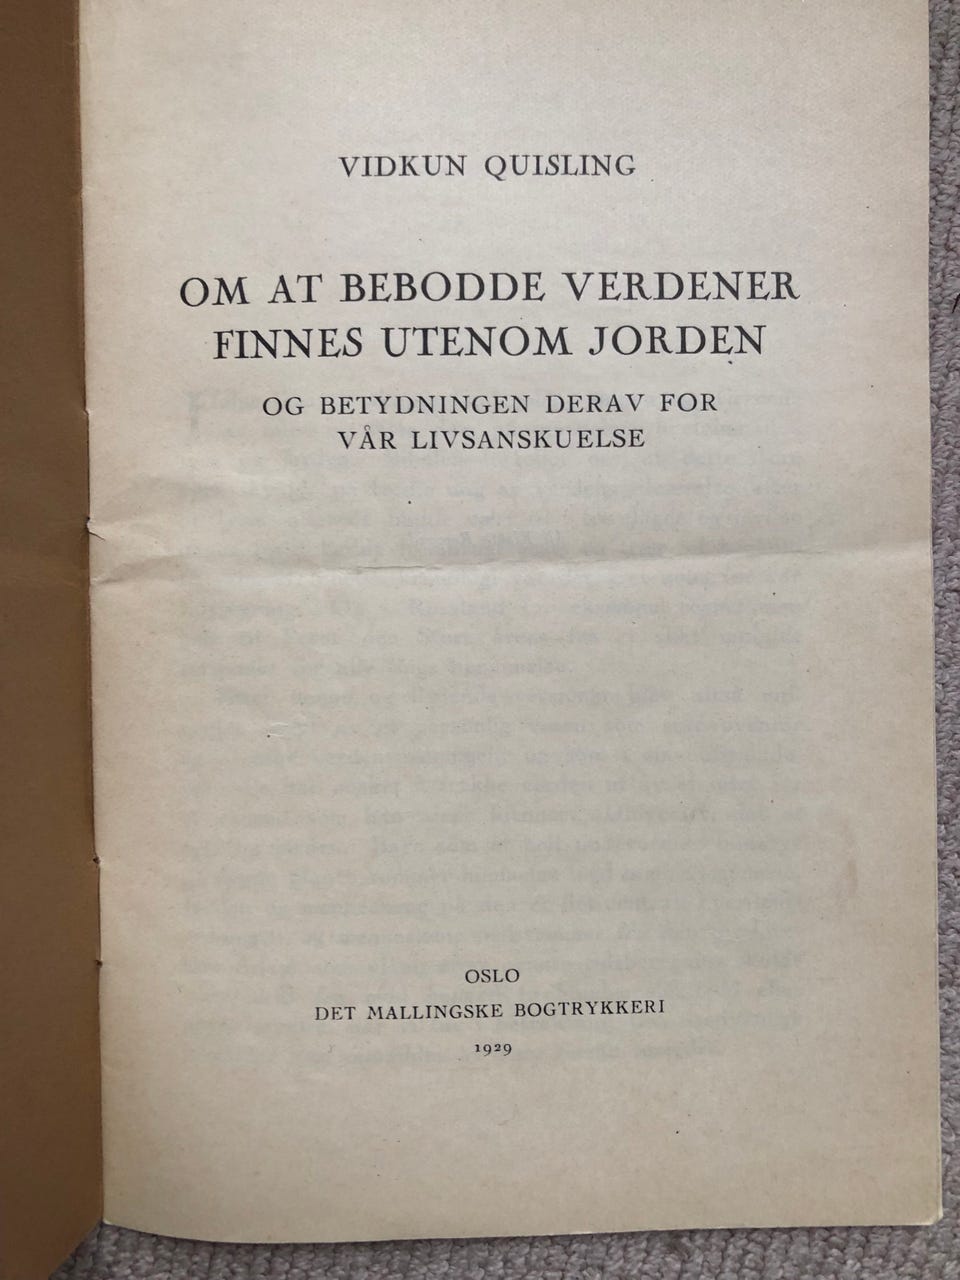 VIDKUN QUISLING
OM AT BEBODDE VERDENER
FINNES UTENOM JORDEN
OG BETYDNINGEN DERAV FOR
VÅR LIVSANSKUELSE
OSLO
DET MALLINGSKE BOGTRYKKERI
1929